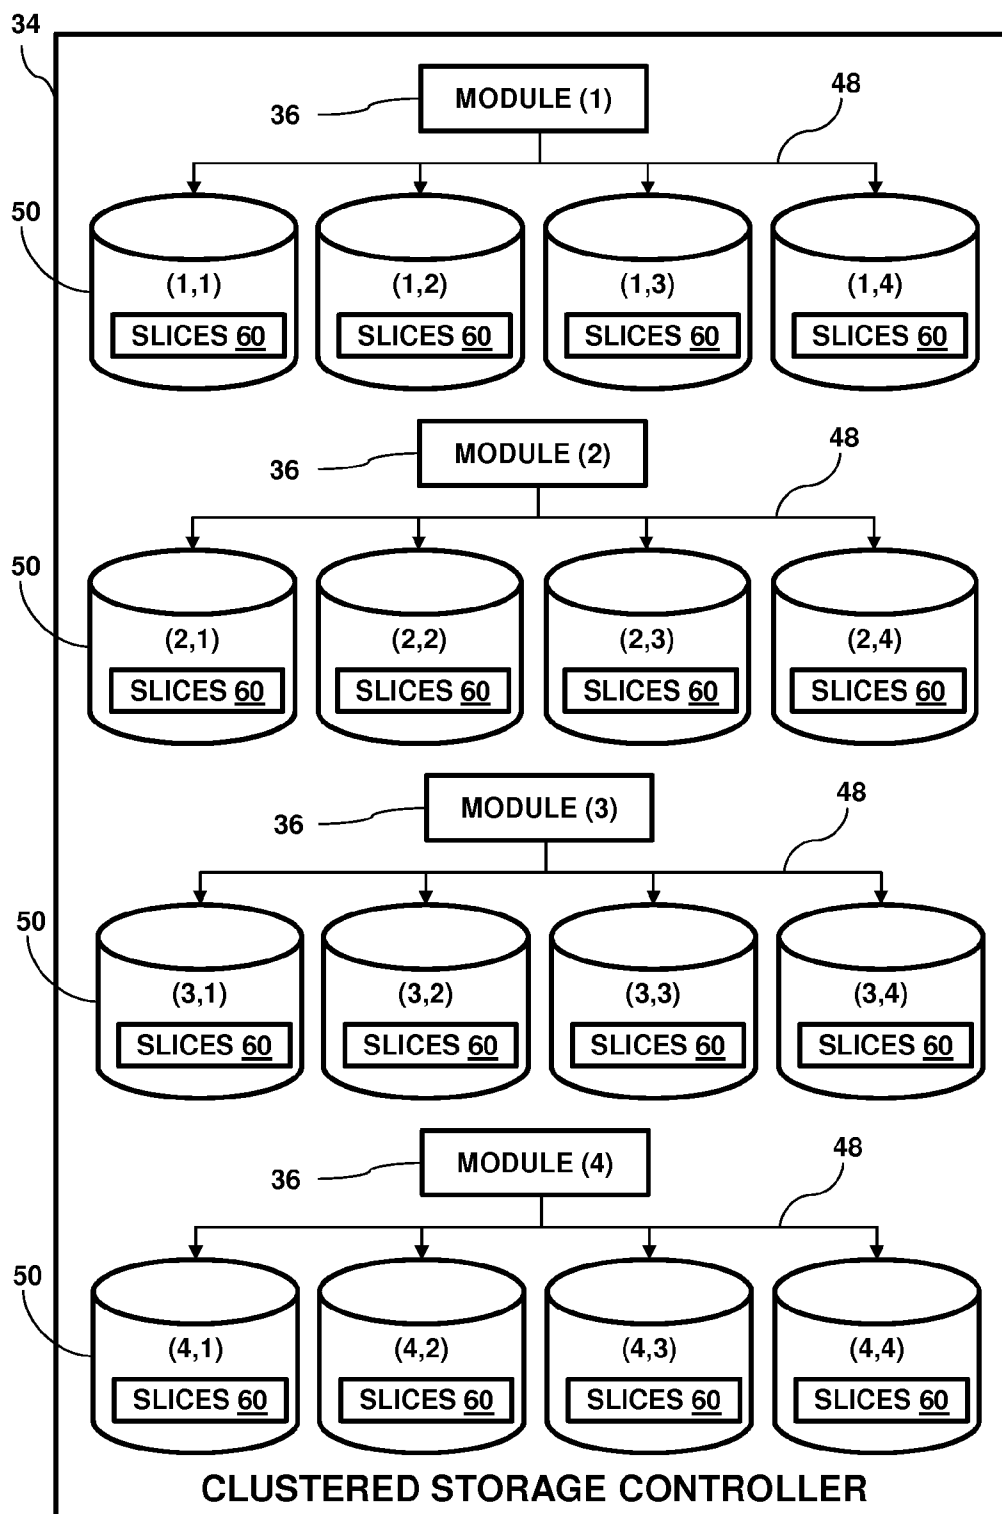 34
MODULE (1)
36
48
50
(1,1) (1,2) (1,3) (1,4)
SLICES 60 SLICES 60 SLICES 60 SLICES 60
MODULE (2)
36
48
50
(2,1) (2,2) (2,3) (2,4)
SLICES 60 SLICES 60 SLICES 60 SLICES 60
MODULE (3)
36
48
50
(3,1) (3,2) (3,3) (3,4)
SLICES 60 SLICES 60 SLICES 60 SLICES 60
MODULE (4)
36
48
50
(4,1) (4,2) (4,3) (4,4)
SLICES 60 SLICES 60 SLICES 60 SLICES 60
CLUSTERED STORAGE CONTROLLER